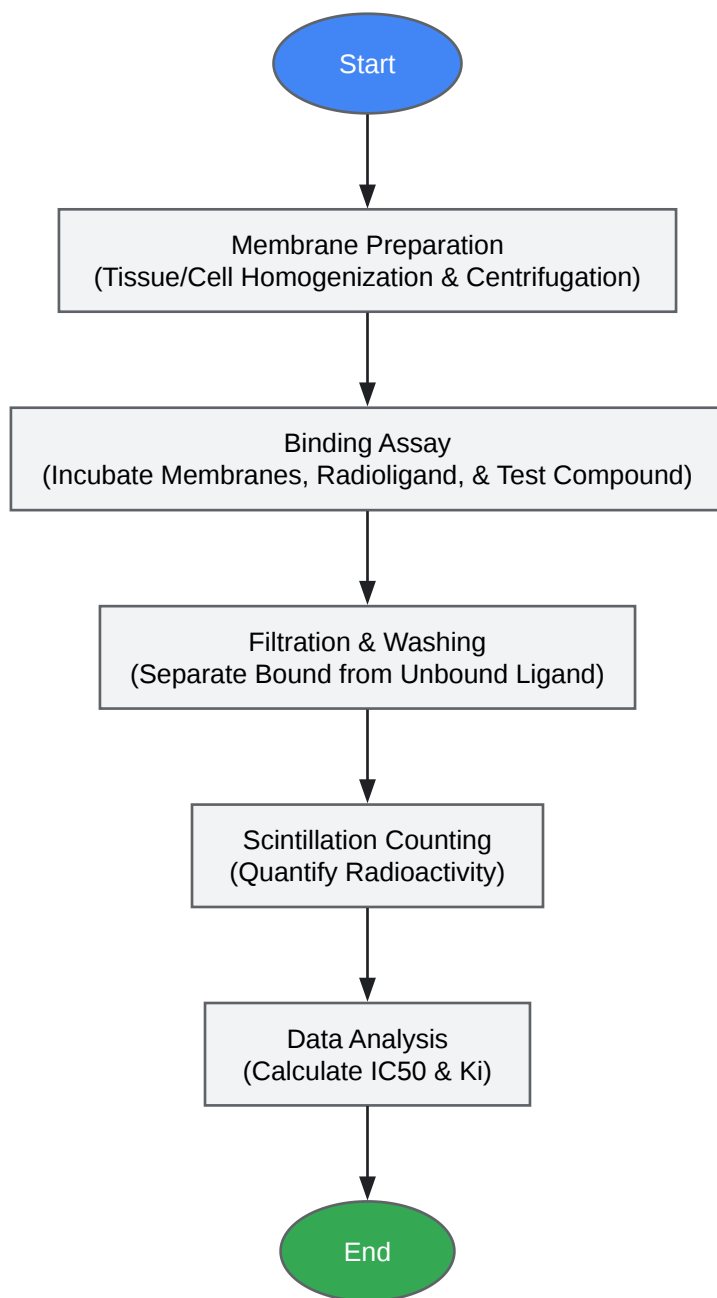 Start
Membrane Preparation
(Tissue/Cell Homogenization & Centrifugation)
Binding Assay
(Incubate Membranes, Radioligand, & Test Compound)
Filtration & Washing
(Separate Bound from Unbound Ligand)
Scintillation Counting
(Quantify Radioactivity)
Data Analysis
(Calculate IC50 & Ki)
End